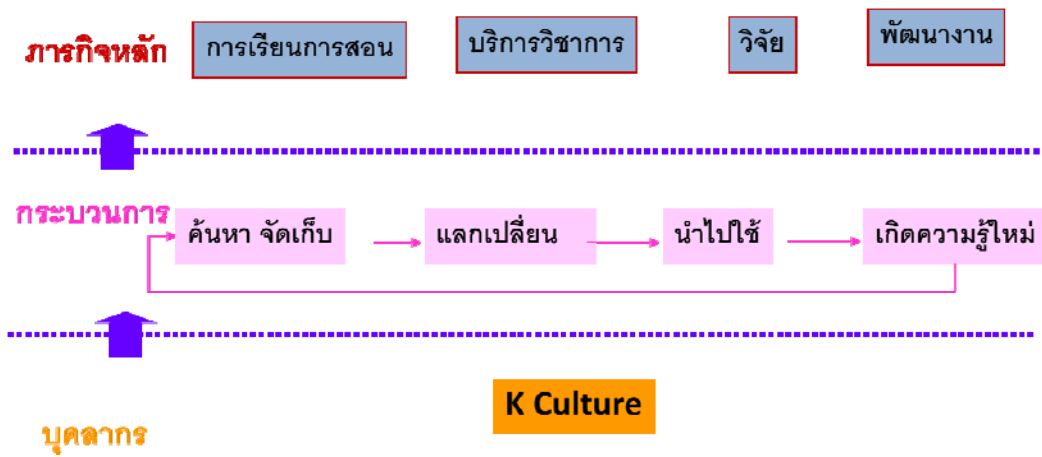 ภารกิจหลัก การเรียนการสอน บริการวิชาการ วิจัย พัฒนางาน
กระบวนการ ค้นหา จัดเก็บ แลกเปลี่ยน นำไปใช้ เกิดความรู้ใหม่
K Culture
บุคลากร